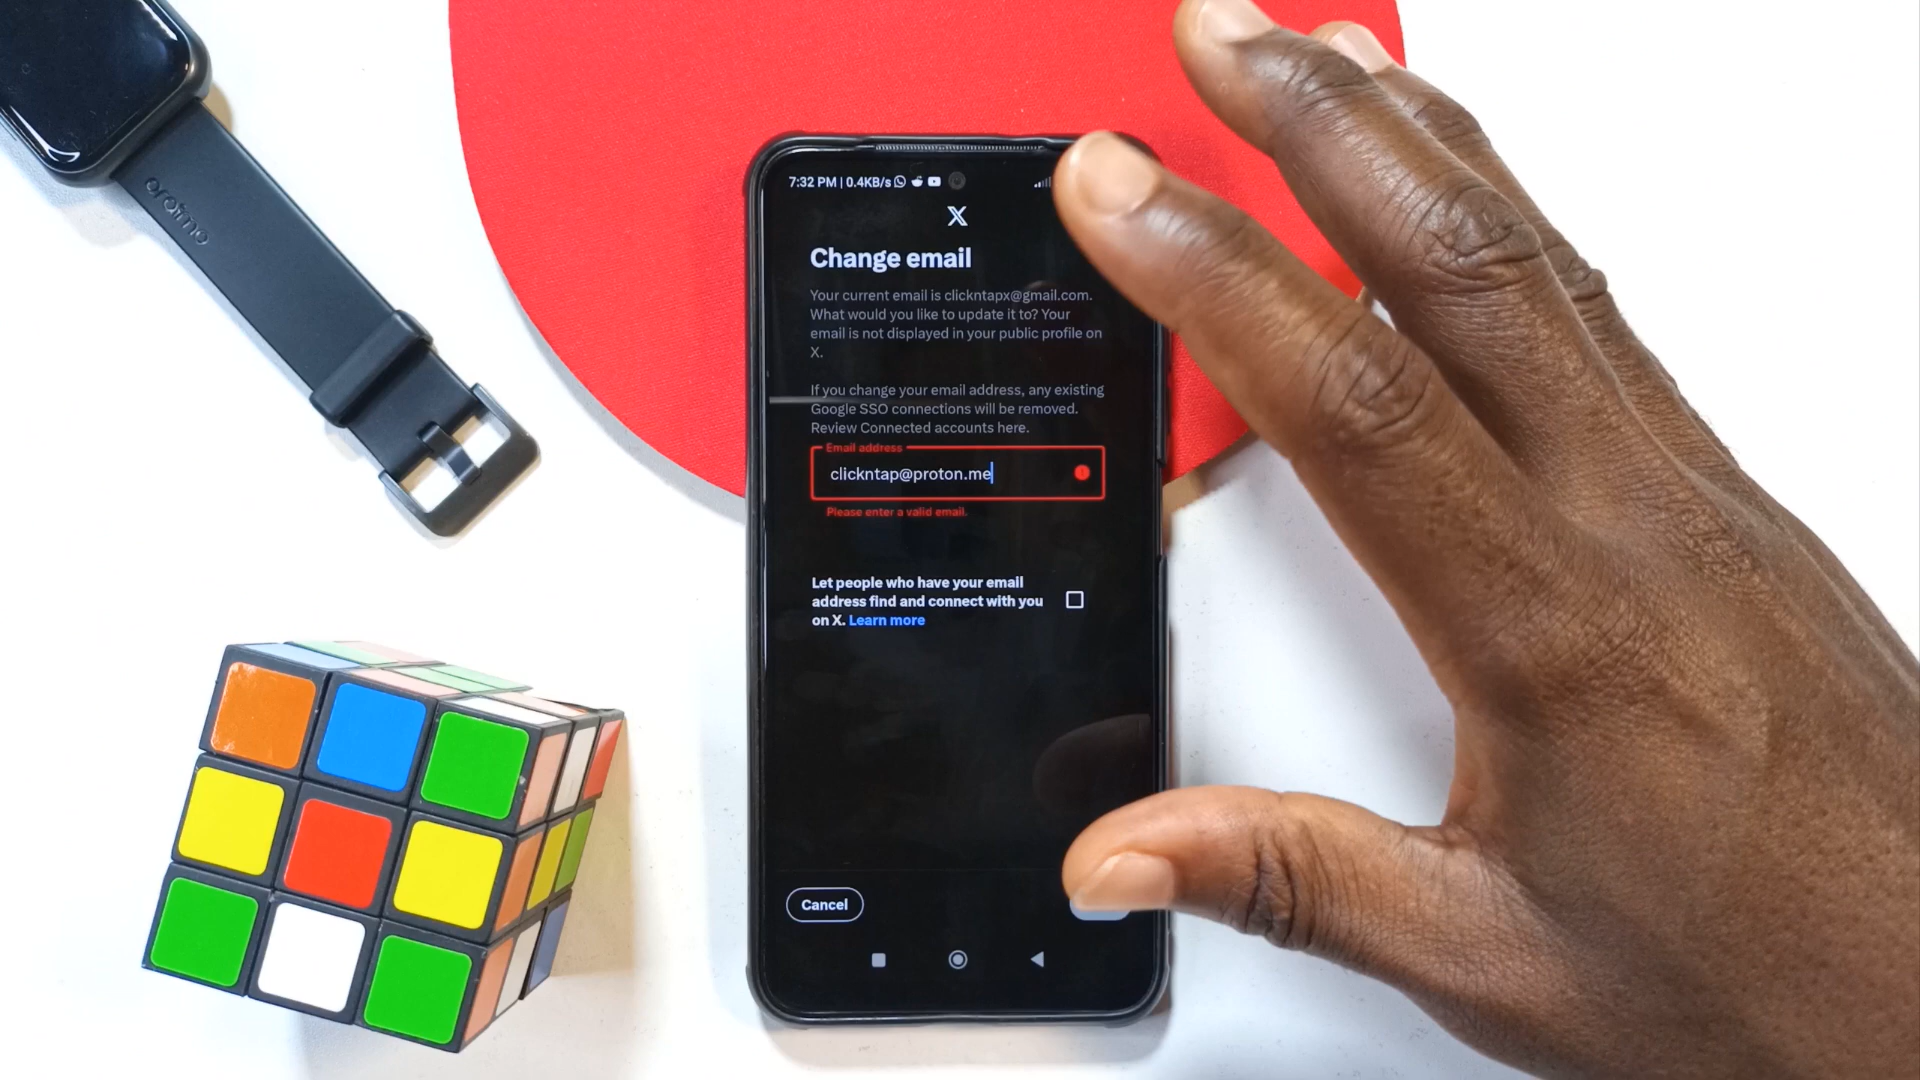 oraimo
7:32 PM | 0.4KB/s
X
Change email
Your current email is clickntapx@gmail.com.
What would you like to update it to? Your
email is not displayed in your public profile on
X.
If you change your email address, any existing
Google SSO connections will be removed.
Review Connected accounts here.
Email address
clickntap@proton.me
Please enter a valid email.
Let people who have your email
address find and connect with you
on X. Learn more
Cancel